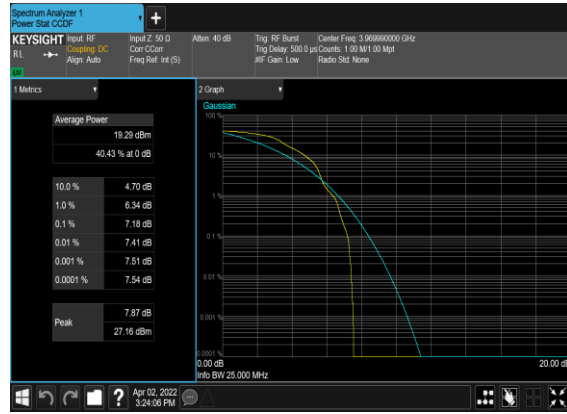 Spectrum Analyzer 1
Power Stat CCDF
+
KEYSIGHT
R L
Input: RF
Coupling: DC
Align: Auto
Input Z: 50 Ω
Corr CCorr
Freq Ref: Int (S)
Atten: 40 dB
Trig: RF Burst
Trig Delay: 500.0 µs
#IF Gain: Low
Center Freq: 3.969990000 GHz
Counts: 1.00 M/1.00 Mpt
Radio Std: None
1 Metrics
Average Power
19.29 dBm
40.43 % at 0 dB
10.0 % 4.70 dB
1.0 % 6.34 dB
0.1 % 7.18 dB
0.01 % 7.41 dB
0.001 % 7.51 dB
0.0001 % 7.54 dB
Peak
7.87 dB
27.16 dBm
2 Graph
Gaussian
100 %
10 %
1 %
0.1 %
0.01 %
0.001 %
0.0001 %
0.00 dB
20.00 dB
Info BW 25.000 MHz
?
Apr 02, 2022
3:24:06 PM